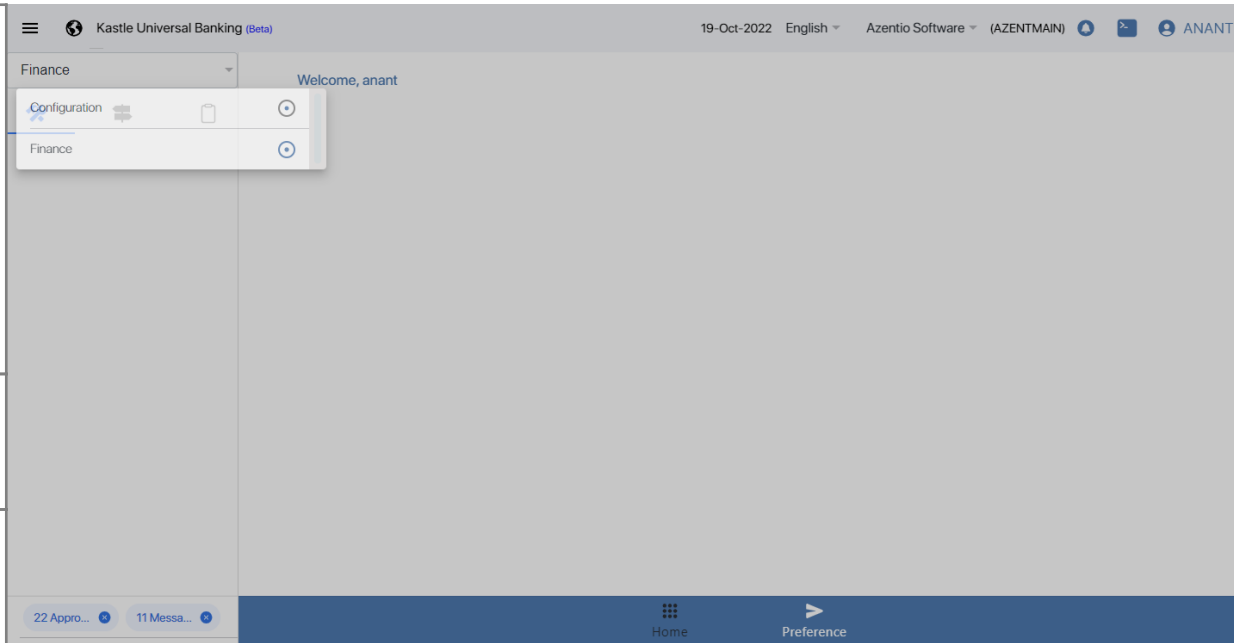 Kastle Universal Banking (Beta)
19-Oct-2022 English Azentio Software (AZENTMAIN) ANANT
Finance
Welcome, anant
Configuration
Finance
22 Appro... 11 Messa...
Home Preference